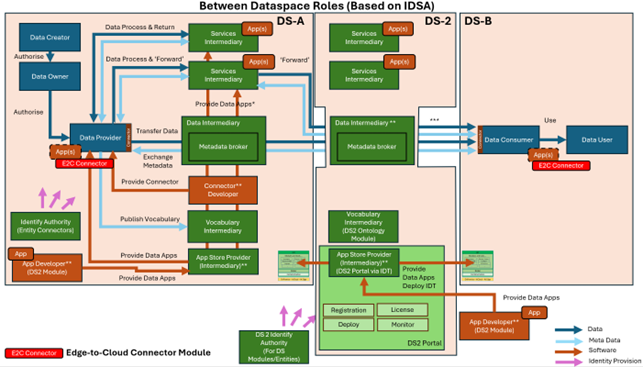 Between Dataspace Roles (Based on IDSA)
DS-A
DS-2
DS-B
Data Creator
Authorise
Data Owner
Authorise
Data Process & Return
Services
Intermediary
App(s)
Data Process & 'Forward'
Services
Intermediary
App(s)
'Forward'
Services
Intermediary
App(s)
Services
Intermediary
App(s)
Provide Data Apps*
Data Provider
App(s)
E2C Connector
Transfer Data
Exchange
Metadata
Data Intermediary
Metadata broker
Data Intermediary **
Metadata broker
...
Data Consumer
Use
Data User
App(s)
E2C Connector
Provide Connector
Connector**
Developer
Identify Authority
(Entity Connectors)
Publish Vocabulary
Vocabulary
Intermediary
Vocabulary
Intermediary
(DS2 Ontology
Module)
App
App Developer**
(DS2 Module)
Provide Data Apps
Provide Data Apps
App Store Provider
(Intermediary)**
App Store Provider
(Intermediary)**
(DS2 Portal via IDT)
Provide
Data Apps
Deploy IDT
Registration
License
Deploy
Monitor
DS2 Portal
Provide Data Apps
App Developer**
(DS2 Module)
App
DS 2 Identify
Authority
(For DS
Modules/Entities)
E2C Connector
Edge-to-Cloud Connector Module
Data
Meta Data
Software
Identity Provision